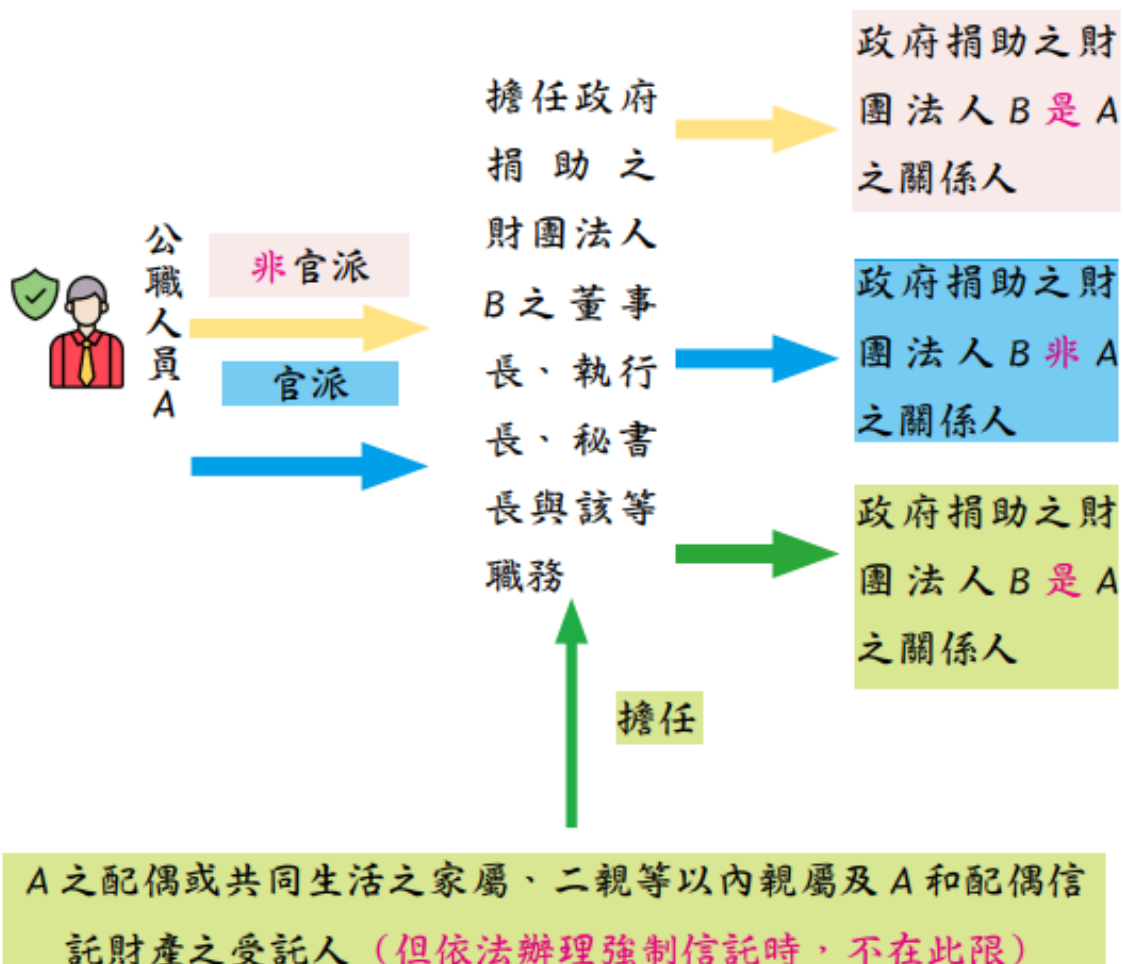 公職人員A
非官派
官派
擔任政府
捐助之
財團法人
B之董事
長、執行
長、秘書
長與該等
職務
政府捐助之財
團法人B是A
之關係人
政府捐助之財
團法人B非A
之關係人
政府捐助之財
團法人B是A
之關係人
擔任
A之配偶或共同生活之家屬、二親等以內親屬及A和配偶信
託財產之受託人（但依法辦理強制信託時，不在此限）